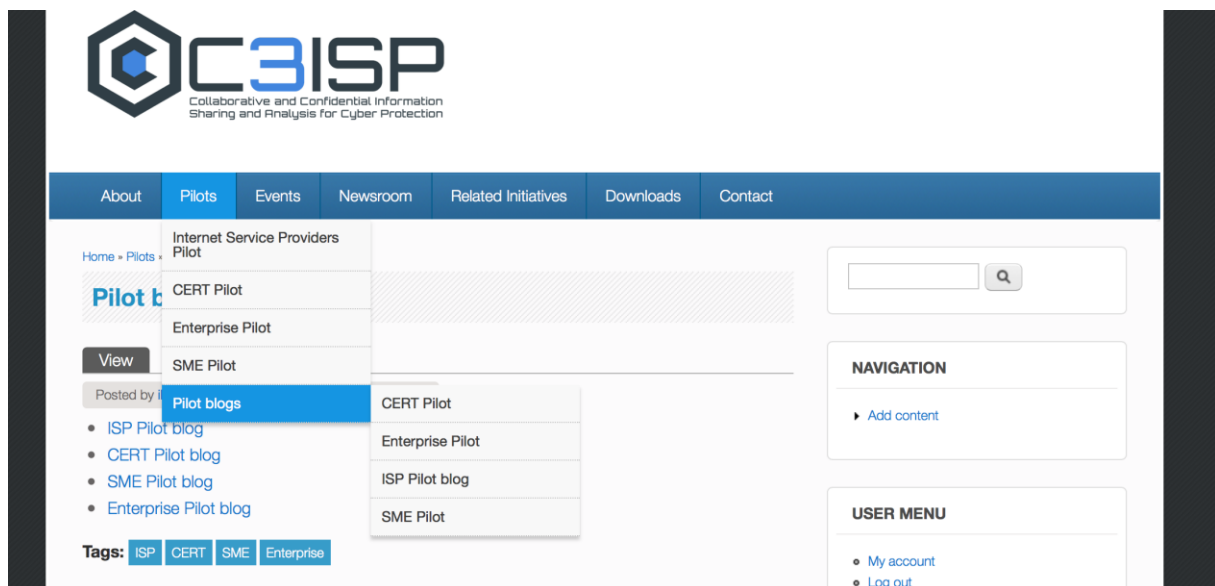 C3ISP
Collaborative and Confidential Information
Sharing and Analysis for Cyber Protection
About Pilots Events Newsroom Related Initiatives Downloads Contact
Internet Service Providers
Pilot
CERT Pilot
Enterprise Pilot
SME Pilot
Pilot blogs
CERT Pilot
Enterprise Pilot
ISP Pilot blog
SME Pilot
Home » Pilots »
Pilot b
View
Posted by
ISP Pilot blog
CERT Pilot blog
SME Pilot blog
Enterprise Pilot blog
Tags: ISP CERT SME Enterprise
NAVIGATION
Add content
USER MENU
My account
Log out